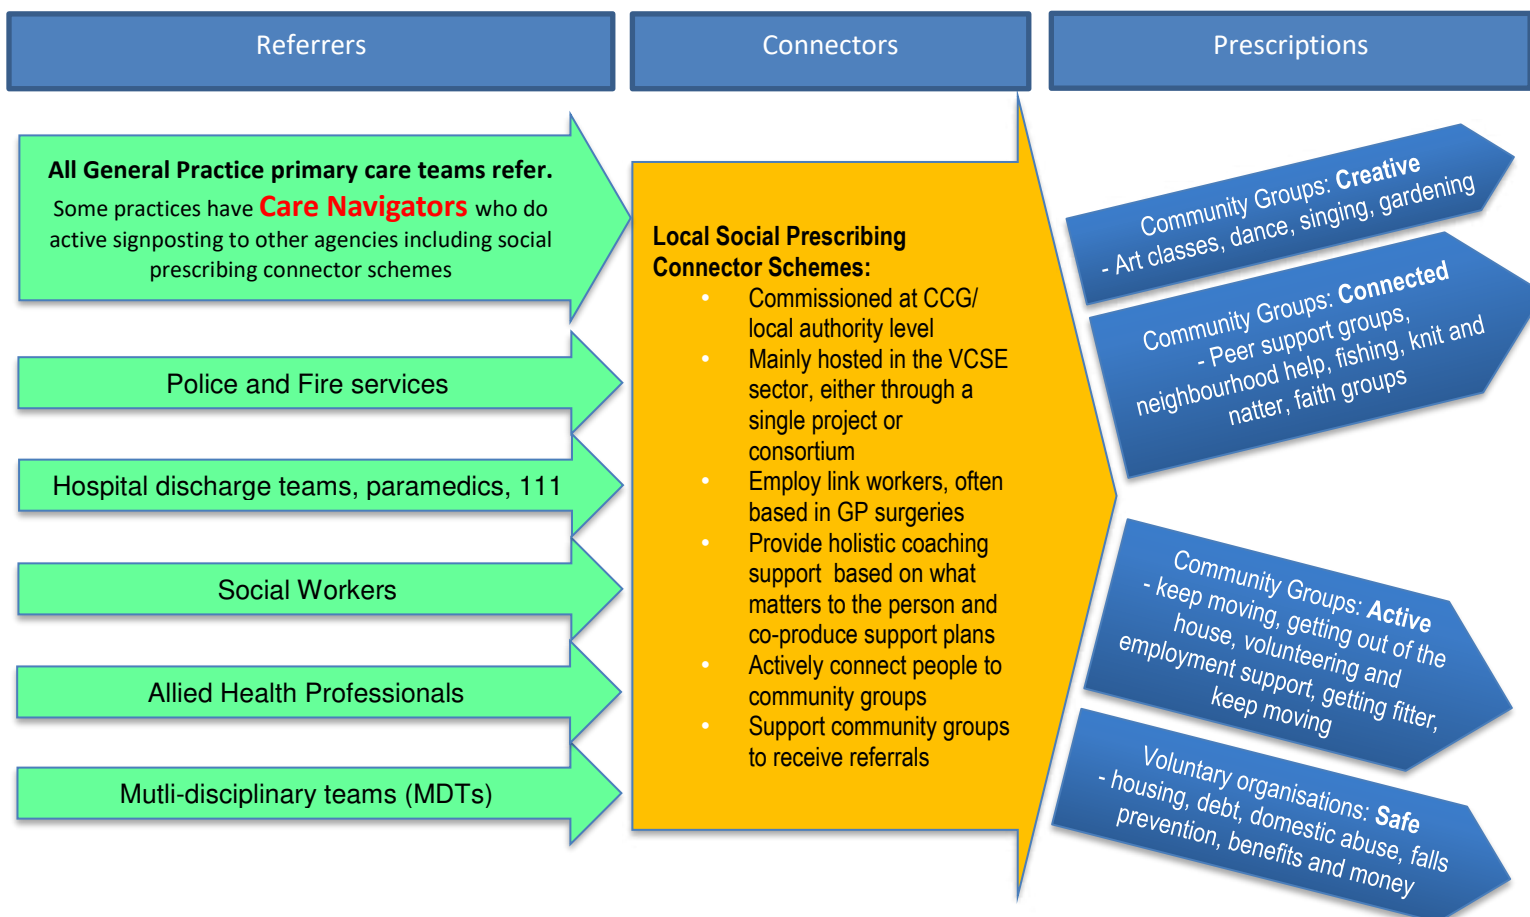 Referrers
Connectors
Prescriptions
All General Practice primary care teams refer.
Some practices have Care Navigators who do
active signposting to other agencies including social
prescribing connector schemes
Police and Fire services
Hospital discharge teams, paramedics, 111
Social Workers
Allied Health Professionals
Mutli-disciplinary teams (MDTs)
Local Social Prescribing
Connector Schemes:
• Commissioned at CCG/
local authority level
• Mainly hosted in the VCSE
sector, either through a
single project or
consortium
• Employ link workers, often
based in GP surgeries
• Provide holistic coaching
support based on what
matters to the person and
co-produce support plans
• Actively connect people to
community groups
• Support community groups
to receive referrals
Community Groups: Creative
- Art classes, dance, singing, gardening
Community Groups: Connected
- Peer support groups,
neighbourhood help, fishing, knit and
natter, faith groups
Community Groups: Active
- keep moving, getting out of the
house, volunteering and
employment support, getting fitter,
keep moving
Voluntary organisations: Safe
- housing, debt, domestic abuse, falls
prevention, benefits and money